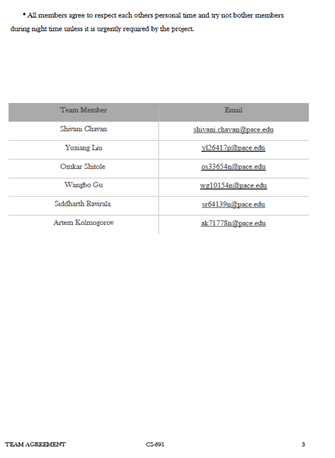 • All members agree to respect each others personal time and try not bother members
during night time unless it is urgently required by the project.
Team Member Email
Shivani Chavan shivani.chavan@pace.edu
Yuxiang Liu yl26417p@pace.edu
Omkar Shitole os33654n@pace.edu
Wangbo Gu wg10154n@pace.edu
Siddharth Ravirala sr64139n@pace.edu
Artem Kolmogorov ak71778n@pace.edu
TEAM AGREEMENT CS-691 3